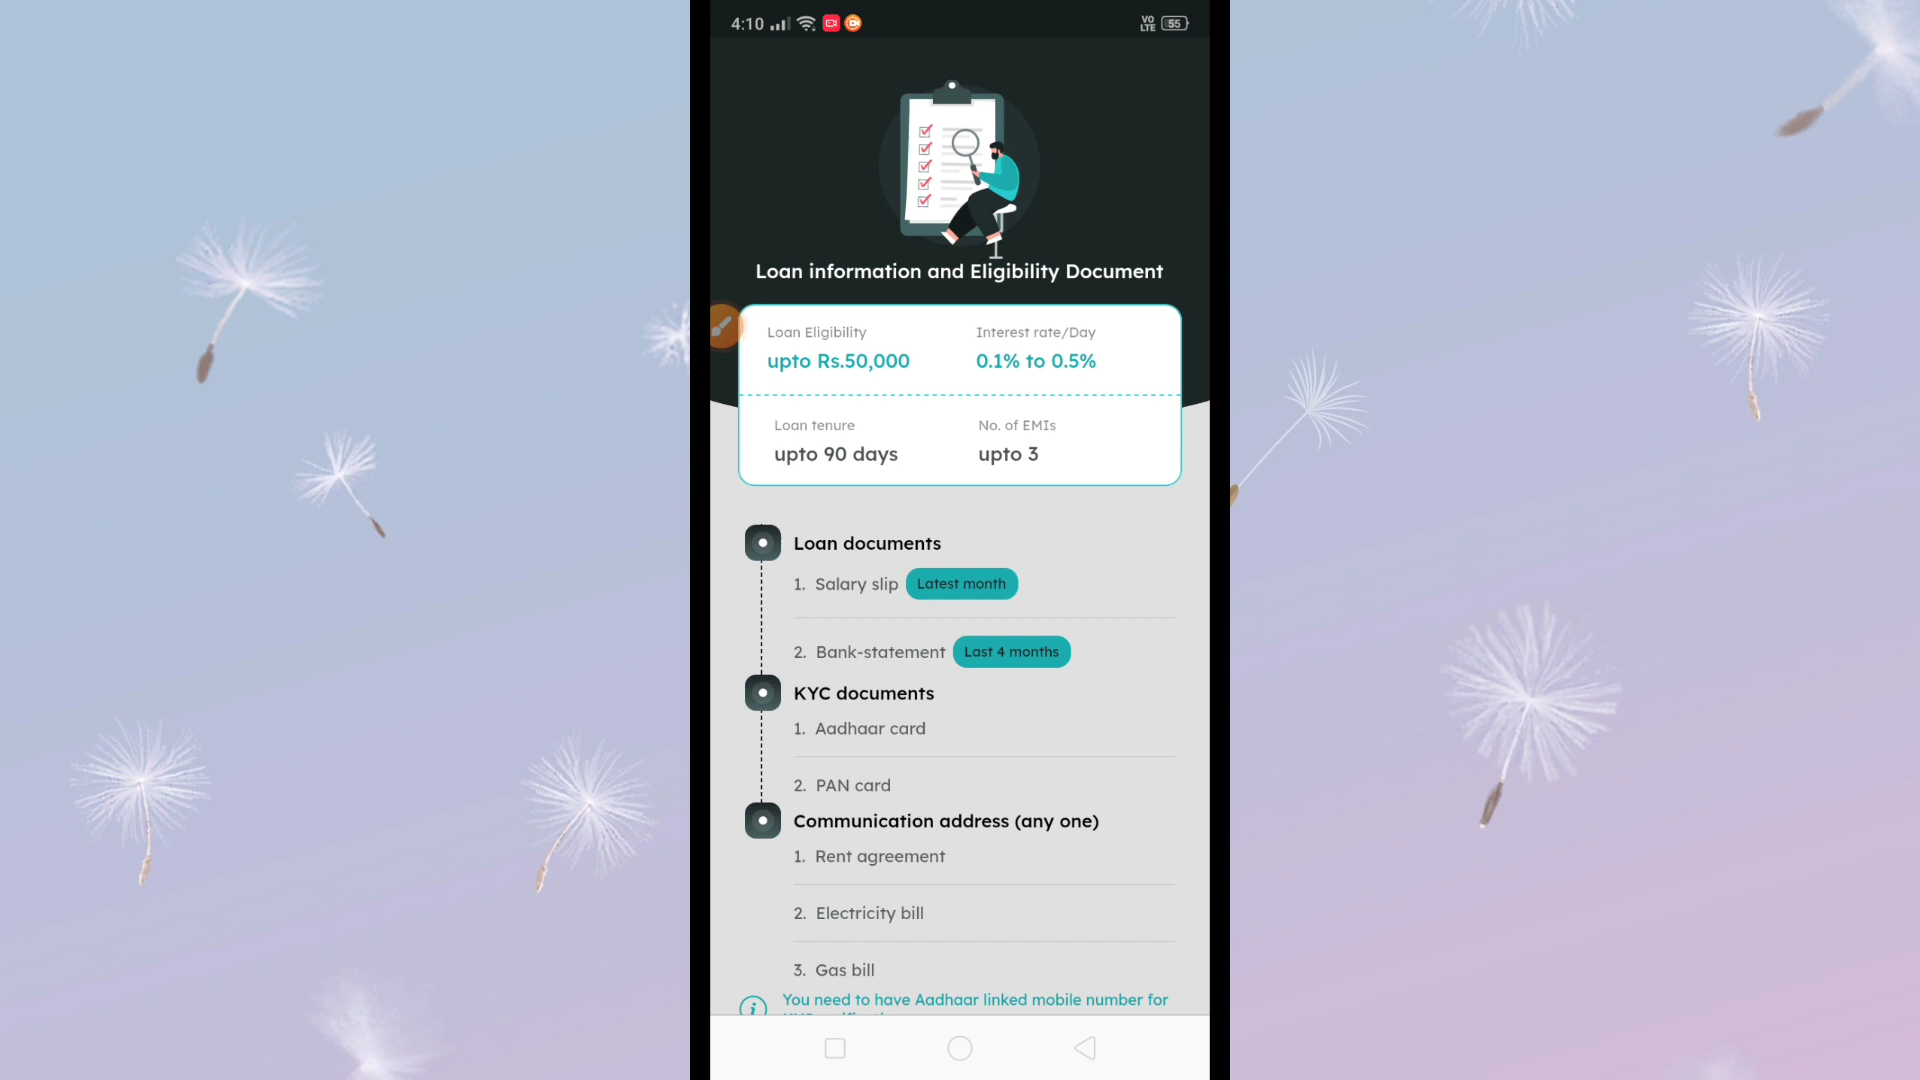 4:10
VO
LTE
55
Loan information and Eligibility Document
Loan Eligibility
Interest rate/Day
upto Rs.50,000
0.1% to 0.5%
Loan tenure
No. of EMIs
upto 90 days
upto 3
Loan documents
1. Salary slip Latest month
2. Bank-statement Last 4 months
KYC documents
1. Aadhaar card
2. PAN card
Communication address (any one)
1. Rent agreement
2. Electricity bill
3. Gas bill
You need to have Aadhaar linked mobile number for